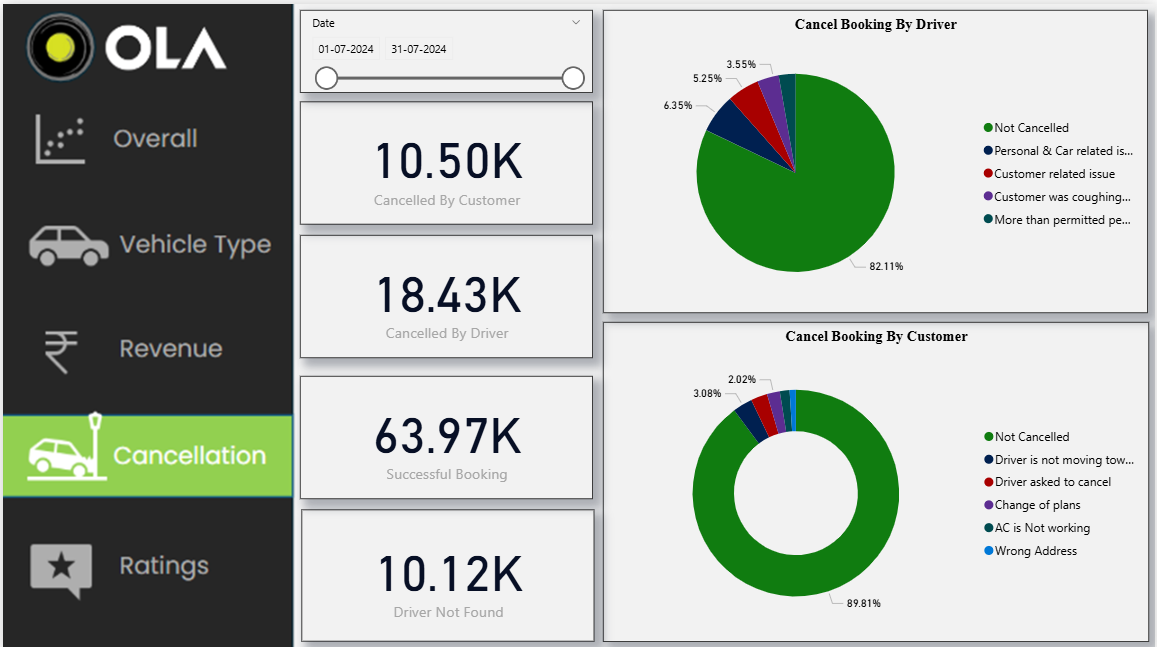 OLA
Overall
Vehicle Type
Revenue
Cancellation
Ratings
Date
01-07-2024 31-07-2024
10.50K
Cancelled By Customer
18.43K
Cancelled By Driver
63.97K
Successful Booking
10.12K
Driver Not Found
Cancel Booking By Driver
3.55%
5.25%
6.35%
82.11%
Not Cancelled
Personal & Car related is...
Customer related issue
Customer was coughing...
More than permitted pe...
Cancel Booking By Customer
2.02%
3.08%
89.81%
Not Cancelled
Driver is not moving tow...
Driver asked to cancel
Change of plans
AC is Not working
Wrong Address